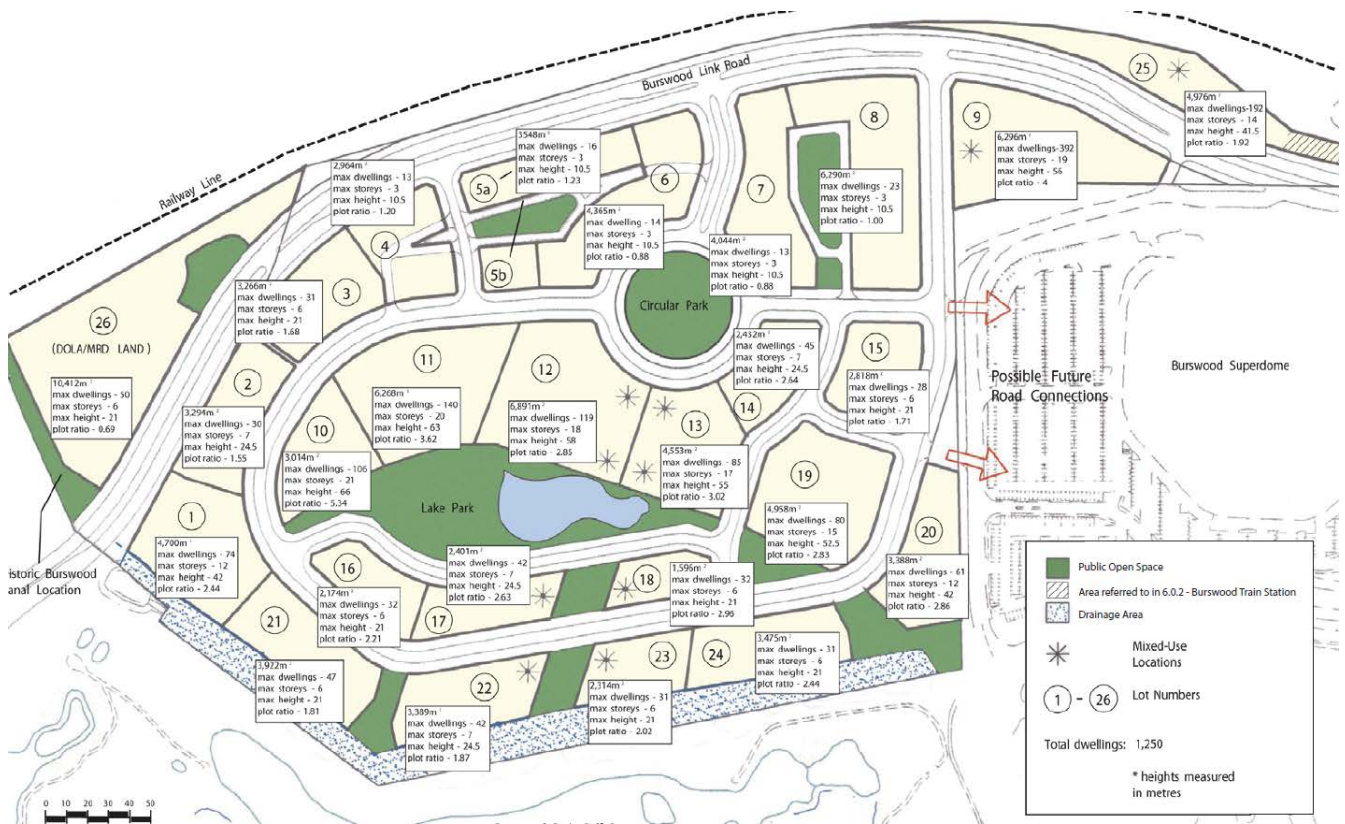 Burswood Link Road
Railway Line
25
4,976m²
max dwellings-192
max storeys - 14
max height - 41.5
plot ratio - 1.92
9
6,296m²
max dwellings-392
max storeys - 19
max height - 56
plot ratio - 4
8
6,290m²
max dwellings - 23
max storeys - 3
max height - 10.5
plot ratio - 1.00
7
4,044m²
max dwellings - 13
max storeys - 3
max height - 10.5
plot ratio - 0.88
6
4,365m²
max dwelling - 14
max storeys - 3
max height - 10.5
plot ratio - 0.88
5a
3548m²
max dwellings - 16
max storeys - 3
max height - 10.5
plot ratio - 1.23
5b
4
2,964m²
max dwellings - 13
max storeys - 3
max height - 10.5
plot ratio - 1.20
3
3,266m²
max dwellings - 31
max storeys - 6
max height - 21
plot ratio - 1.68
26
(DOLA/MRD LAND)
10,412m²
max dwellings - 50
max storeys - 6
max height - 21
plot ratio - 0.69
2
3,294m²
max dwellings - 30
max storeys - 7
max height - 24.5
plot ratio - 1.55
Circular Park
10
3,014m²
max dwellings - 106
max storeys - 21
max height - 66
plot ratio - 5.34
11
6,268m²
max dwellings - 140
max storeys - 20
max height - 63
plot ratio - 3.62
12
6,891m²
max dwellings - 119
max storeys - 18
max height - 58
plot ratio - 2.85
13
4,553m²
max dwellings - 85
max storeys - 17
max height - 55
plot ratio - 3.02
14
2,432m²
max dwellings - 45
max storeys - 7
max height - 24.5
plot ratio - 2.64
15
2,818m²
max dwellings - 28
max storeys - 6
max height - 21
plot ratio - 1.71
Possible Future
Road Connections
Burswood Superdome
Lake Park
1
4,700m²
max dwellings - 74
max storeys - 12
max height - 42
plot ratio - 2.44
16
2,174m²
max dwellings - 32
max storeys - 6
max height - 21
plot ratio - 2.21
17
2,401m²
max dwellings - 42
max storeys - 7
max height - 24.5
plot ratio - 2.63
18
1,596m²
max dwellings - 32
max storeys - 6
max height - 21
plot ratio - 2.96
19
4,958m²
max dwellings - 80
max storeys - 15
max height - 52.5
plot ratio - 2.83
20
3,388m²
max dwellings - 61
max storeys - 12
max height - 42
plot ratio - 2.86
21
3,922m²
max dwellings - 47
max storeys - 6
max height - 21
plot ratio - 1.81
22
3,389m²
max dwellings - 42
max storeys - 7
max height - 24.5
plot ratio - 1.87
23
2,314m²
max dwellings - 31
max storeys - 6
max height - 21
plot ratio - 2.02
24
3,475m²
max dwellings - 31
max storeys - 6
max height - 21
plot ratio - 2.44
istoric Burswood
anal Location
Public Open Space
Area referred to in 6.0.2 - Burswood Train Station
Drainage Area
Mixed-Use
Locations
1 - 26 Lot Numbers
Total dwellings: 1,250
* heights measured
in metres
0 10 20 30 40 50